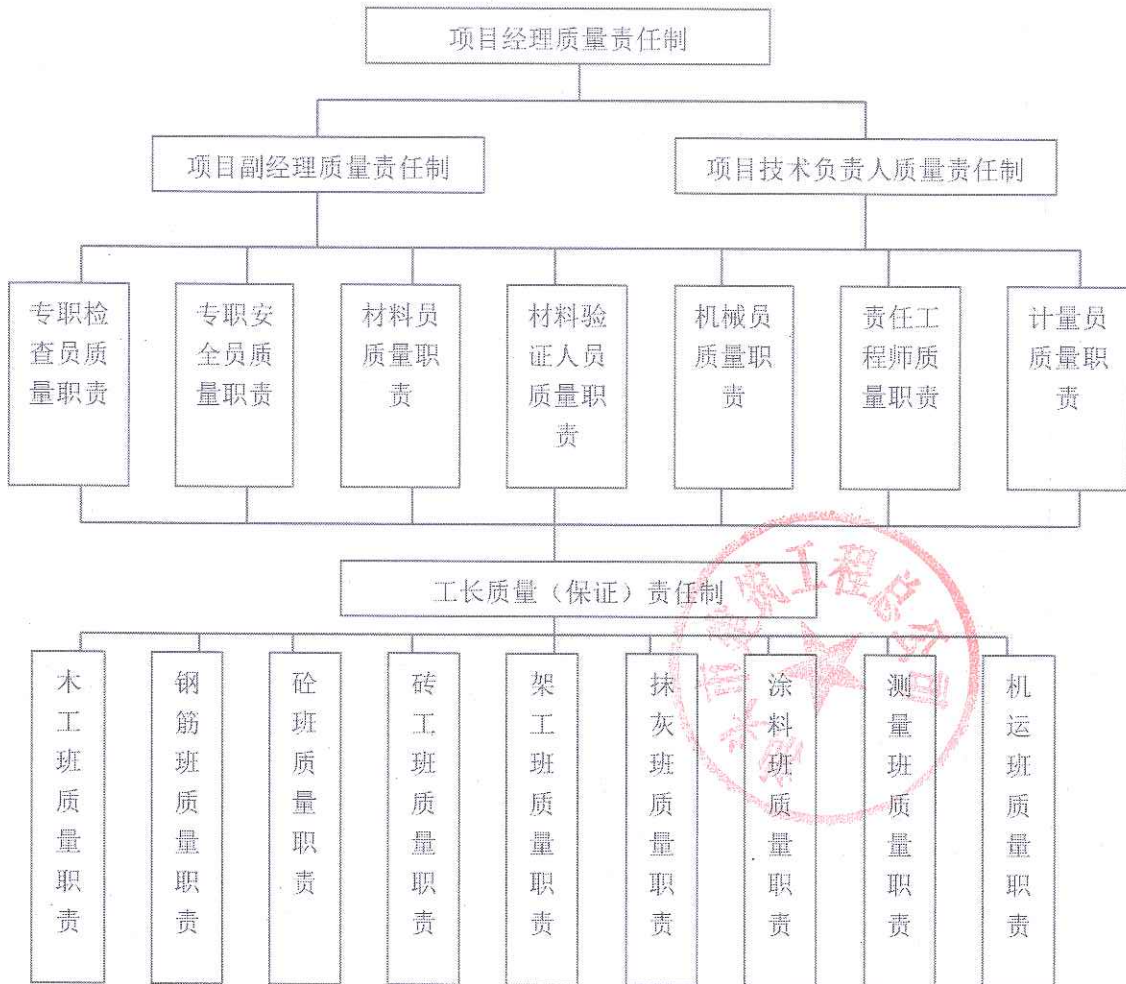 项目经理质量责任制
项目副经理质量责任制
项目技术负责人质量责任制
专职检
查员质
量职责
专职安
全员质
量职责
材料员
质量职
责
材料验
证人员
质量职
责
机械员
质量职
责
责任工
程师质
量职责
计量员
质量职
责
工长质量（保证）责任制
木工班质量职责
钢筋班质量职责
砼班质量职责
砖工班质量职责
架工班质量职责
抹灰班质量职责
涂料班质量职责
测量班质量职责
机运班质量职责
市建筑工程总公司